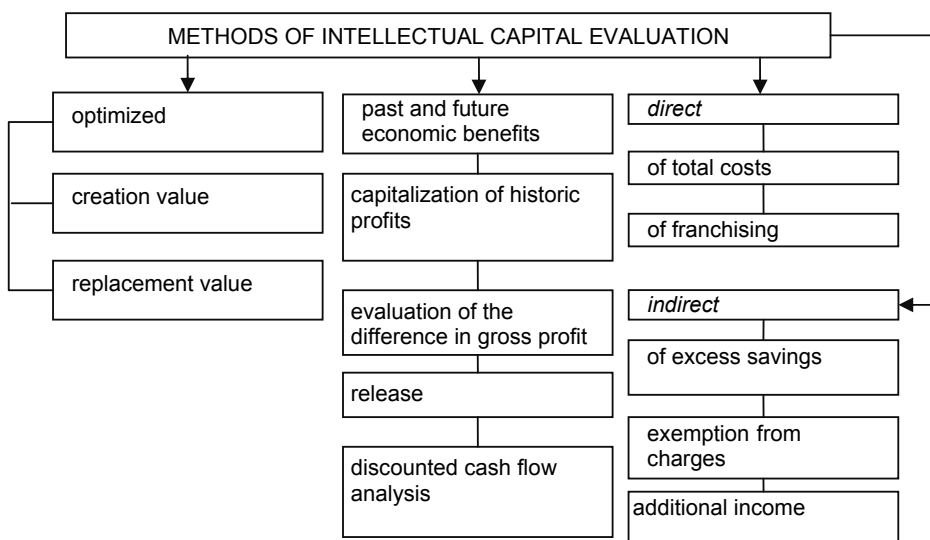 METHODS OF INTELLECTUAL CAPITAL EVALUATION
optimized
creation value
replacement value
past and future
economic benefits
capitalization of historic
profits
evaluation of the
difference in gross profit
release
discounted cash flow
analysis
direct
of total costs
of franchising
indirect
of excess savings
exemption from
charges
additional income